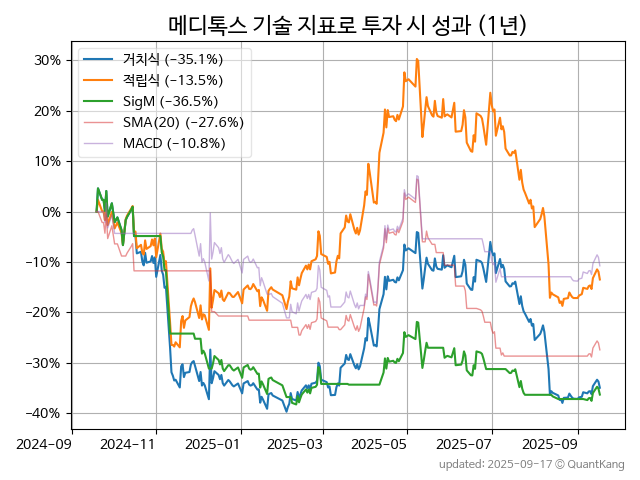 메디톡스 기술 지표로 투자 시 성과 (1년)
거치식 (−35.1%)
적립식 (−13.5%)
SigM (−36.5%)
SMA(20) (−27.6%)
MACD (−10.8%)
30%
20%
10%
0%
−10%
−20%
−30%
−40%
2024-09 2024-11 2025-01 2025-03 2025-05 2025-07 2025-09
updated: 2025-09-17 ⓒ QuantKang